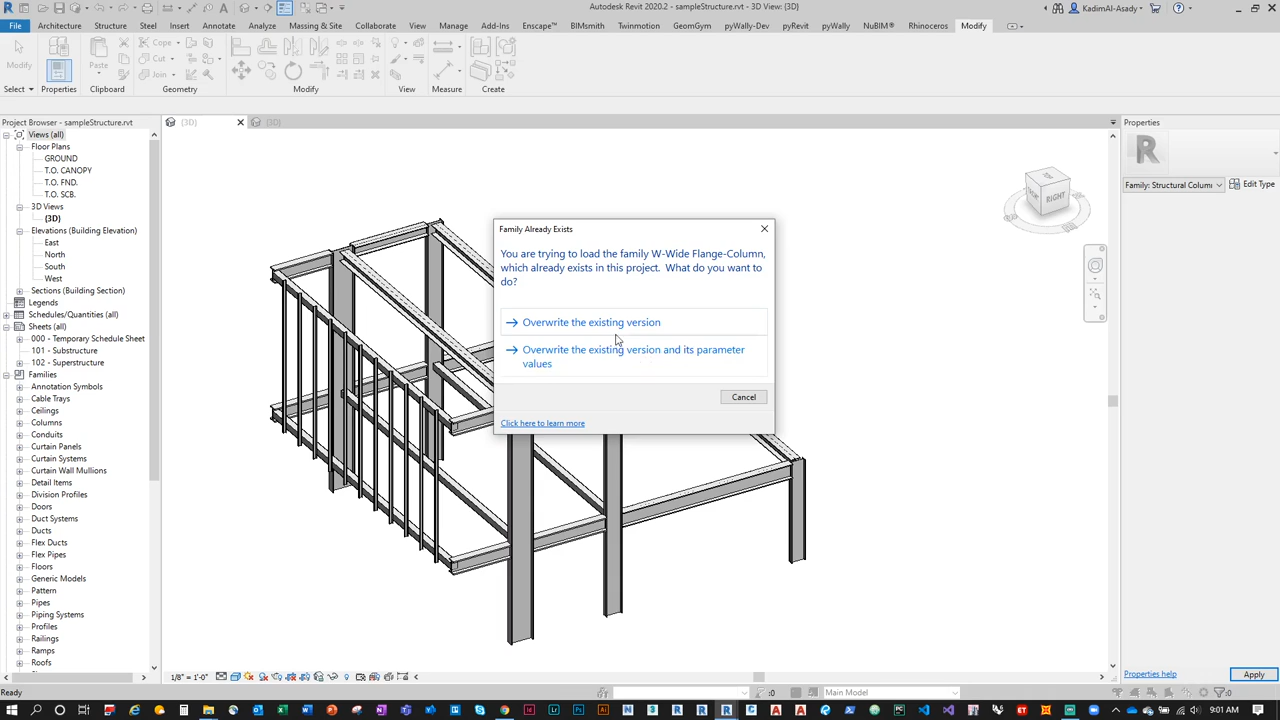 Autodesk Revit 2020.2 - sampleStructure.rvt - 3D View: {3D}
KadimAl-Asady
File
Architecture
Structure
Steel
Insert
Annotate
Analyze
Massing & Site
Collaborate
View
Manage
Add-Ins
Enscape™
BIMsmith
Twinmotion
GeomGym
pyWally-Dev
pyRevit
pyWally
NuBIM®
Rhinoceros
Modify
Modify
Paste
Cope
Cut
Join
Select
Properties
Clipboard
Geometry
Modify
View
Measure
Create
Project Browser - sampleStructure.rvt
{3D}
{3D}
Properties
Views (all)
Floor Plans
GROUND
T.O. CANOPY
T.O. FND.
T.O. SCB.
3D Views
{3D}
Elevations (Building Elevation)
East
North
South
West
Sections (Building Section)
Legends
Schedules/Quantities (all)
Sheets (all)
000 - Temporary Schedule Sheet
101 - Substructure
102 - Superstructure
Families
Annotation Symbols
Cable Trays
Ceilings
Columns
Conduits
Curtain Panels
Curtain Systems
Curtain Wall Mullions
Detail Items
Division Profiles
Doors
Duct Systems
Ducts
Flex Ducts
Flex Pipes
Floors
Generic Models
Pattern
Pipes
Piping Systems
Profiles
Railings
Ramps
Roofs
Family Already Exists
You are trying to load the family W-Wide Flange-Column,
which already exists in this project. What do you want to
do?
Overwrite the existing version
Overwrite the existing version and its parameter
values
Cancel
Click here to learn more
RIGHT
Family: Structural Colum
Edit Type
Properties help
Apply
1/8" = 1'-0"
Ready
:0
Main Model
:0
9:01 AM